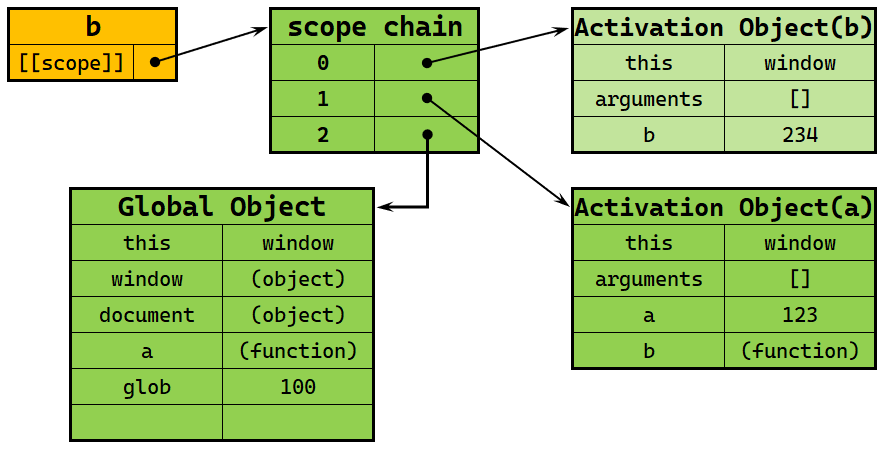 b
[[scope]]
scope chain
0
1
2
Activation Object(b)
this window
arguments []
b 234
Global Object
this window
window (object)
document (object)
a (function)
glob 100
Activation Object(a)
this window
arguments []
a 123
b (function)